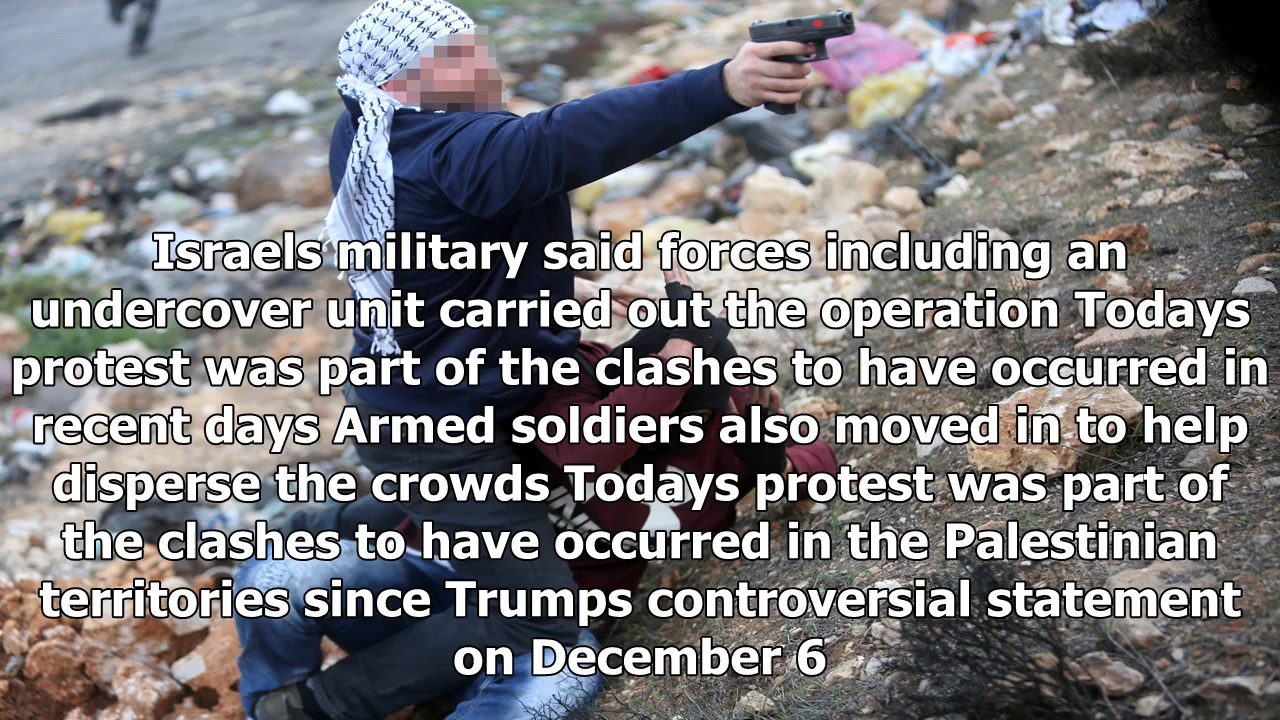 Israels military said forces including an
undercover unit carried out the operation Todays
protest was part of the clashes to have occurred in
recent days Armed soldiers also moved in to help
disperse the crowds Todays protest was part of
the clashes to have occurred in the Palestinian
territories since Trumps controversial statement
on December 6